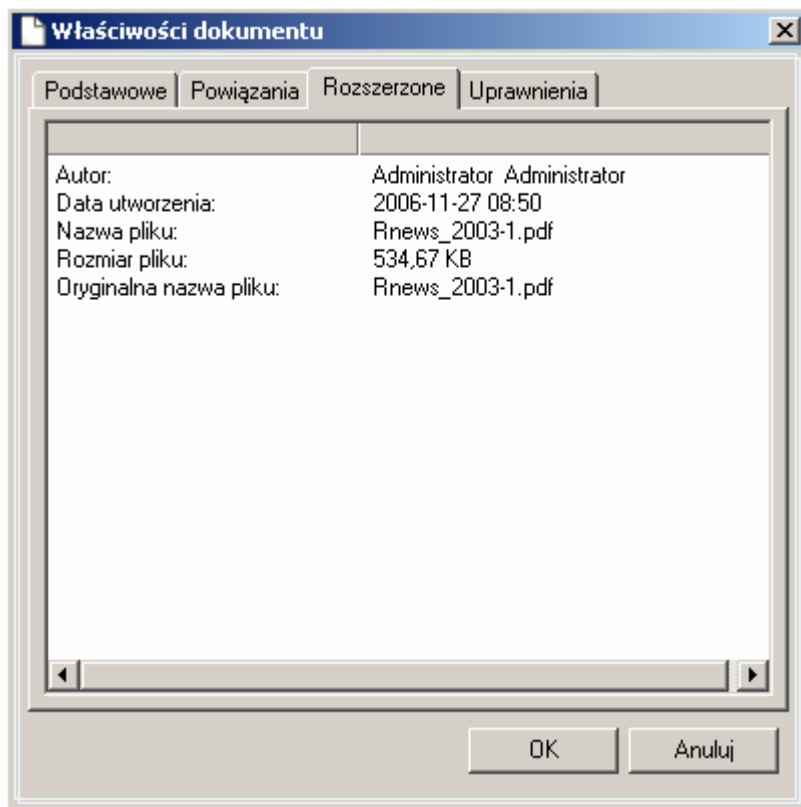 Właściwości dokumentu
Podstawowe Powiązania Rozszerzone Uprawnienia
Autor: Administrator Administrator
Data utworzenia: 2006-11-27 08:50
Nazwa pliku: Rnews_2003-1.pdf
Rozmiar pliku: 534,67 KB
Oryginalna nazwa pliku: Rnews_2003-1.pdf
OK Anuluj